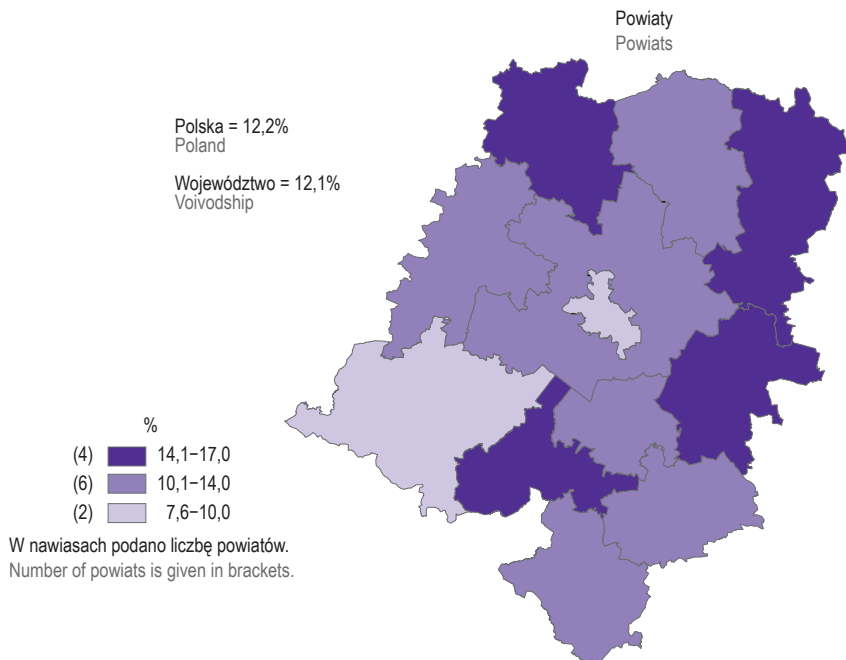 Powiaty
Powiats
Polska = 12,2%
Poland
Województwo = 12,1%
Voivodship
%
(4) 14,1−17,0
(6) 10,1−14,0
(2) 7,6−10,0
W nawiasach podano liczbę powiatów.
Number of powiats is given in brackets.